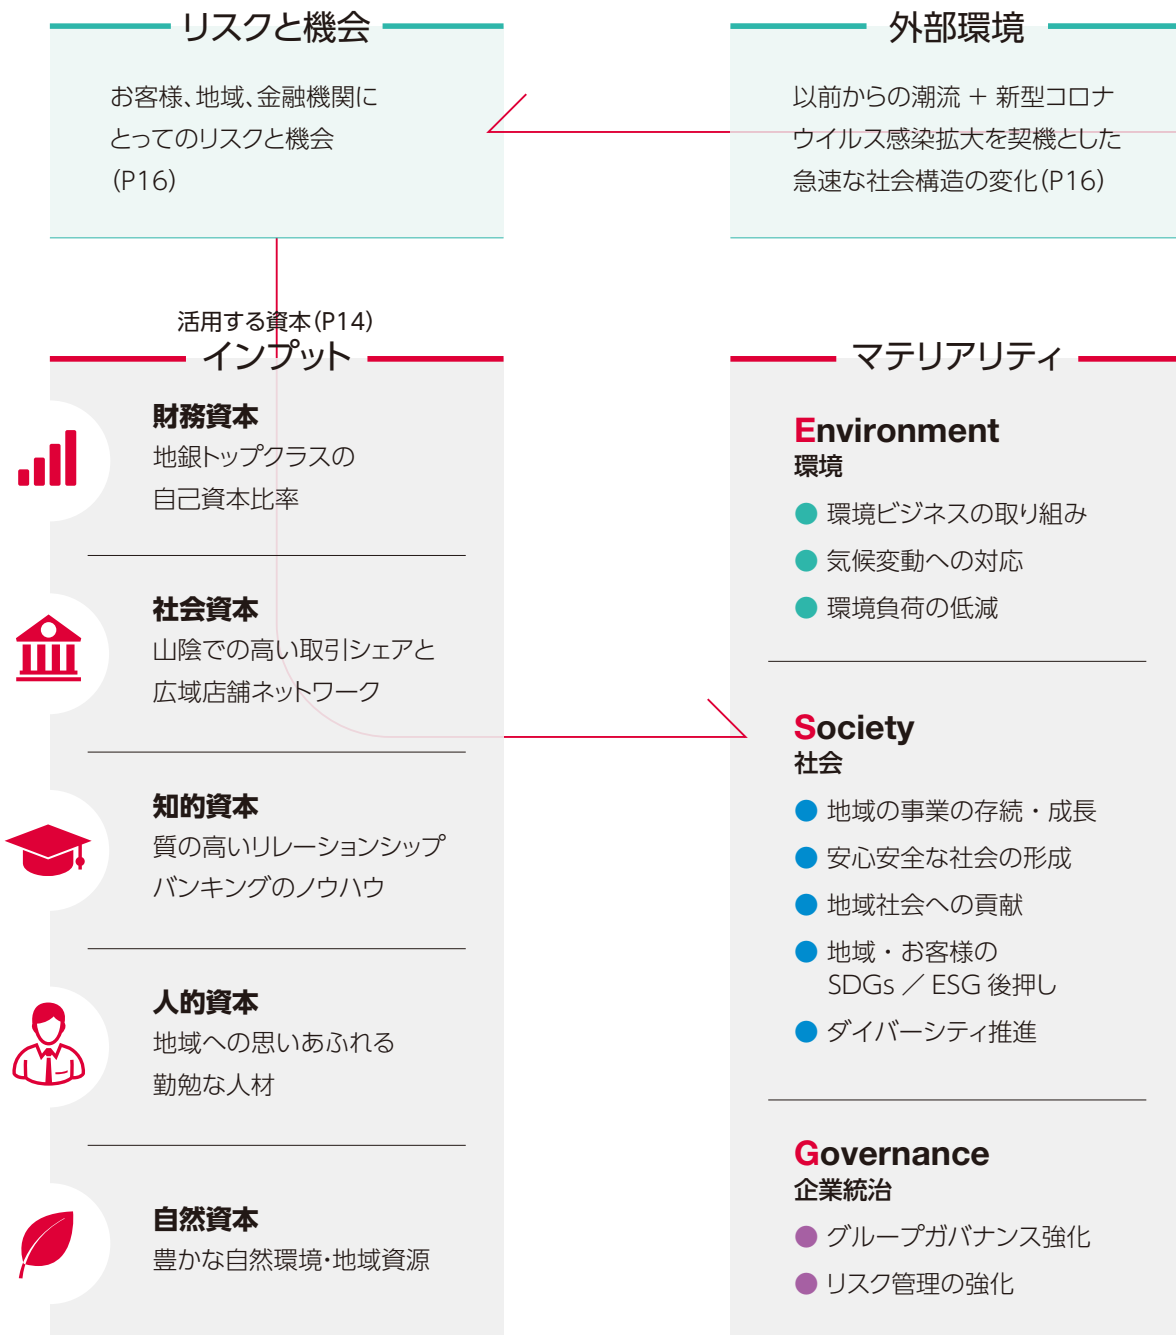 リスクと機会
お客様、地域、金融機関に
とってのリスクと機会
(P16)
外部環境
以前からの潮流 + 新型コロナ
ウイルス感染拡大を契機とした
急速な社会構造の変化(P16)
活用する資本(P14)
インプット
財務資本
地銀トップクラスの
自己資本比率
社会資本
山陰での高い取引シェアと
広域店舗ネットワーク
知的資本
質の高いリレーションシップ
バンキングのノウハウ
人的資本
地域への思いあふれる
勤勉な人材
自然資本
豊かな自然環境・地域資源
マテリアリティ
Environment
環境
● 環境ビジネスの取り組み
● 気候変動への対応
● 環境負荷の低減
Society
社会
● 地域の事業の存続・成長
● 安心安全な社会の形成
● 地域社会への貢献
● 地域・お客様の
SDGs ／ ESG 後押し
● ダイバーシティ推進
Governance
企業統治
● グループガバナンス強化
● リスク管理の強化